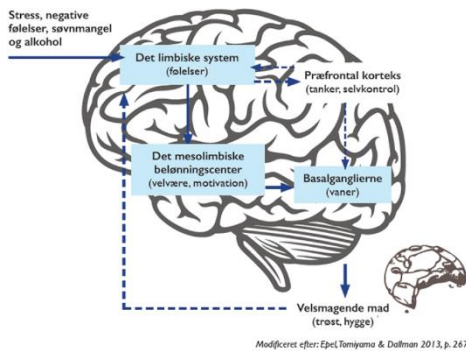 Stress, negative
følelser, søvnmangel
og alkohol
Det limbiske system
(følelser)
Præfrontal korteks
(tanker, selvkontrol)
Det mesolimbiske
belønningscenter
(velvære, motivation)
Basalganglierne
(vaner)
Velsmagende mad
(trøst, hygge)
Modificeret efter: Epel, Tomiyama & Dallman 2013, p. 267